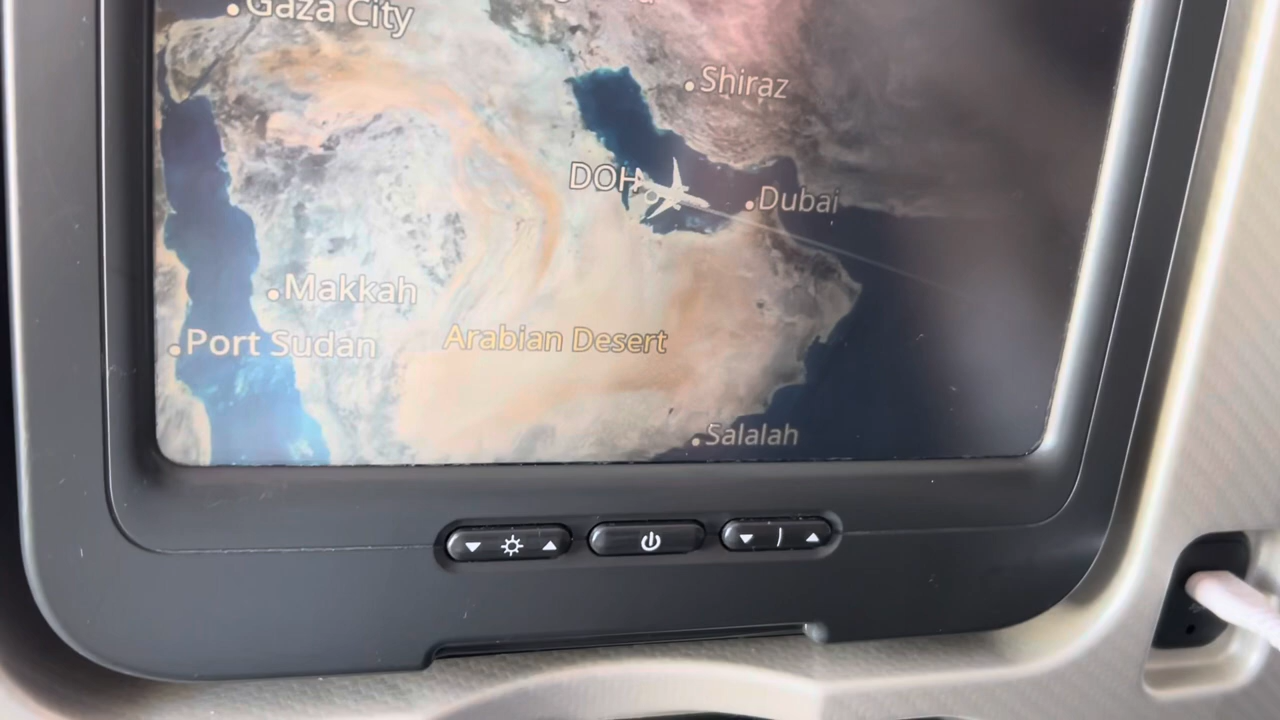 Gaza City
Shiraz
DOH
Dubai
Makkah
Port Sudan
Arabian Desert
Salalah